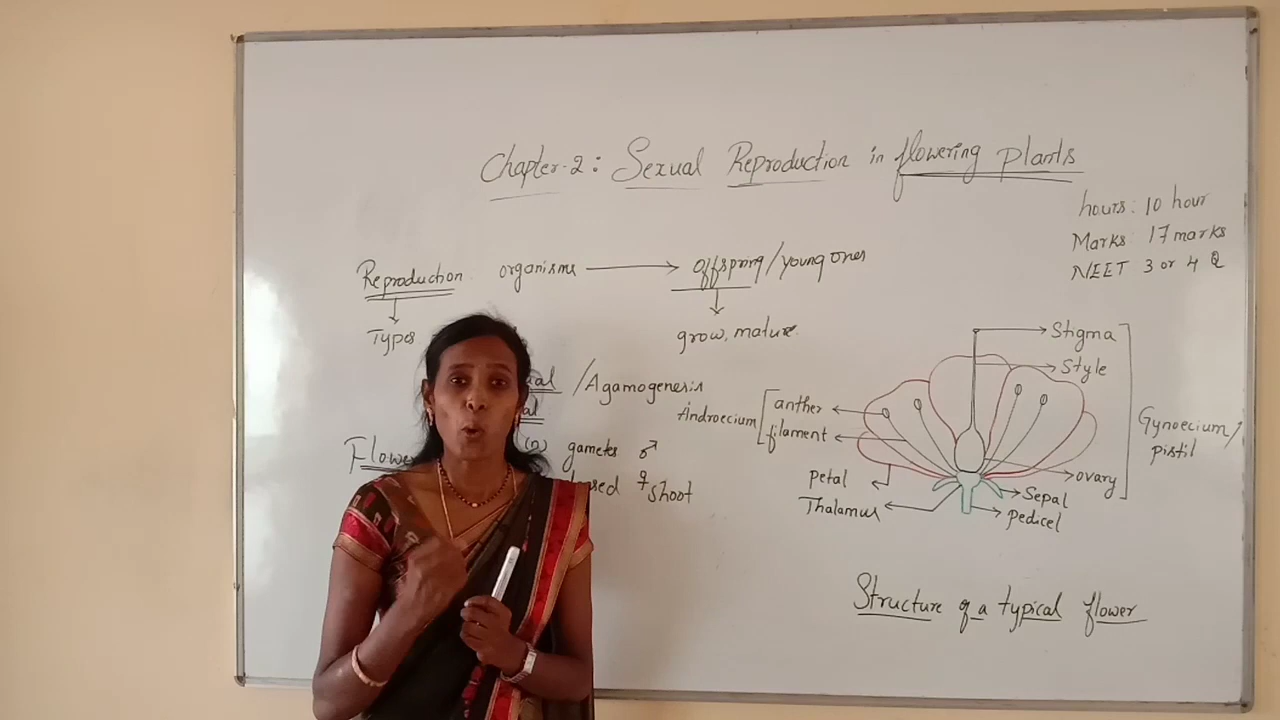 Chapter-2: Sexual Reproduction in flowering plants
hours: 10 hour
Marks: 17 marks
NEET 3 or 4 Q
Reproduction organisms → Offspring/young ones
Types
grow, mature
/Agamogenesis
(n) gametes ♂
Flower
♀ shoot
Stigma
Style
Androecium
anther
filament
Gynoecium/
pistil
Petal
Thalamus
ovary
Sepal
Pedicel
Structure of a typical flower